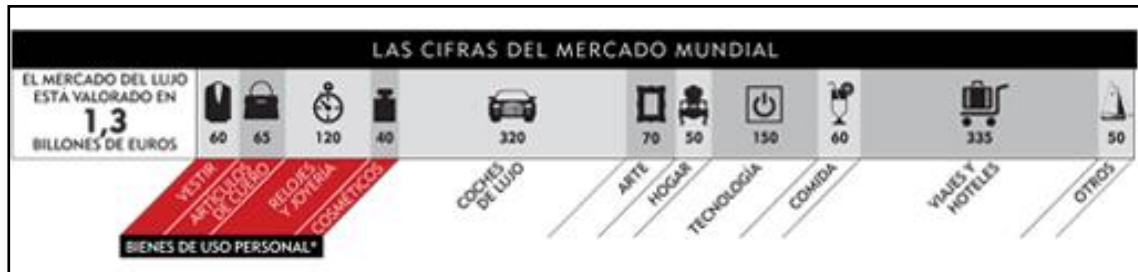 LAS CIFRAS DEL MERCADO MUNDIAL
EL MERCADO DEL LUJO
ESTÁ VALORADO EN
1,3
BILLONES DE EUROS
60
65
120
40
320
70
50
150
60
335
50
VESTIR
ARTÍCULOS
DE CUERO
RELOJES
Y JOYERÍA
COSMÉTICOS
COCHES
DE LUJO
ARTE
HOGAR
TECNOLOGÍA
COMIDA
VIAJES Y
HOTELES
OTROS
BIENES DE USO PERSONAL*